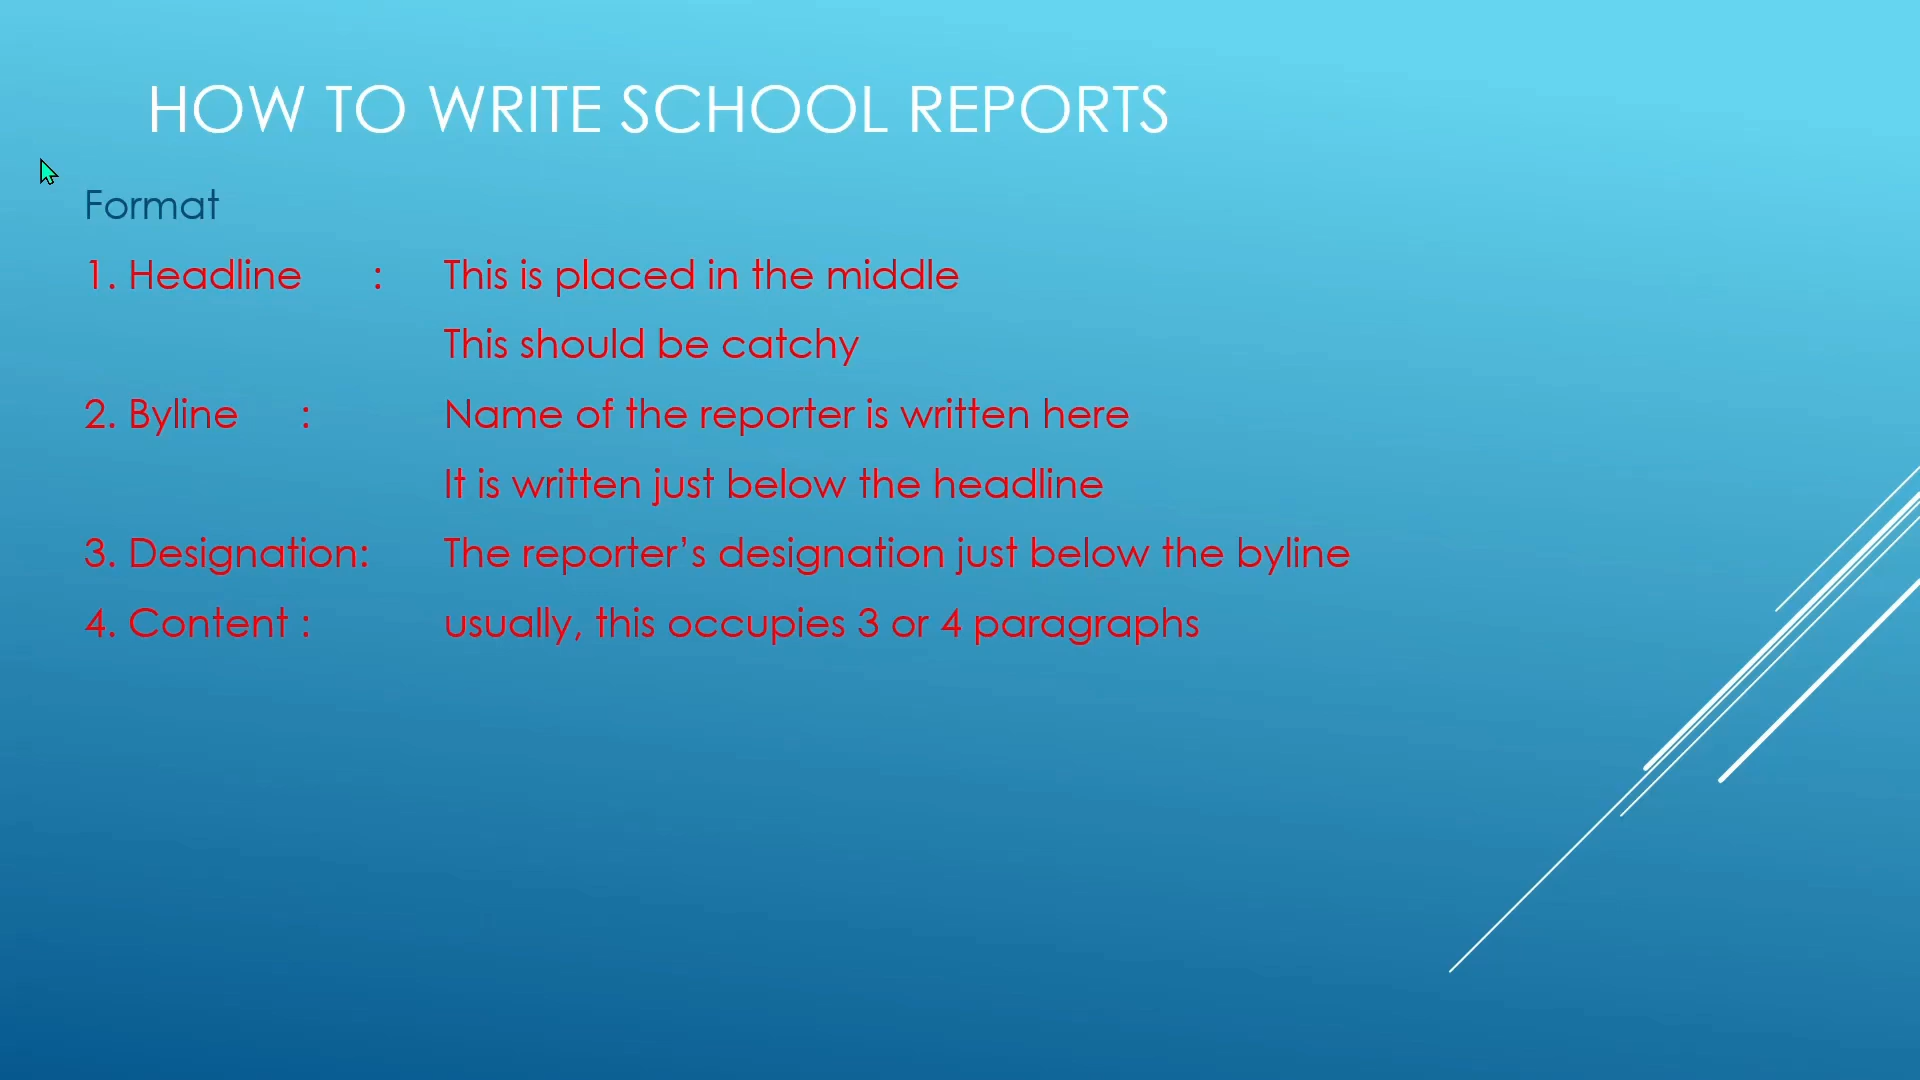 HOW TO WRITE SCHOOL REPORTS
Format
1. Headline : This is placed in the middle
This should be catchy
2. Byline : Name of the reporter is written here
It is written just below the headline
3. Designation: The reporter’s designation just below the byline
4. Content : usually, this occupies 3 or 4 paragraphs